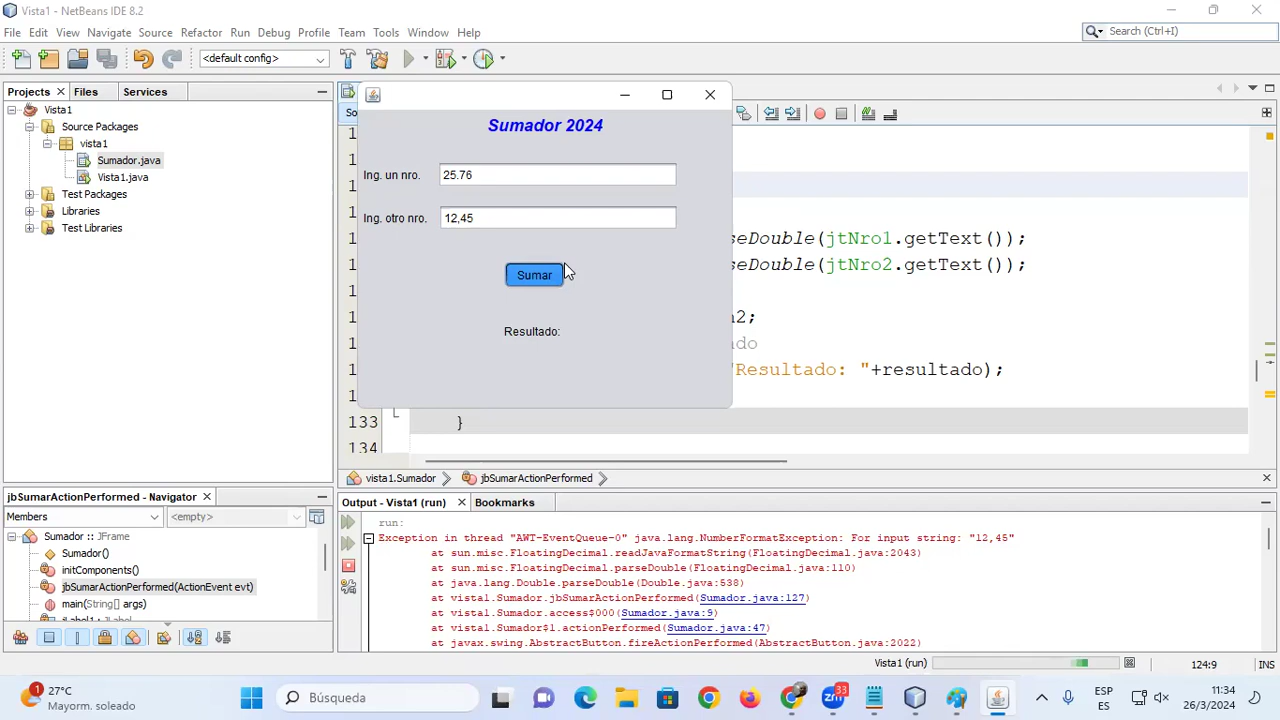 Vista1 - NetBeans IDE 8.2
File Edit View Navigate Source Refactor Run Debug Profile Team Tools Window Help
Search (Ctrl+I)
<default config>
Projects Files Services
Vista1
Source Packages
vista1
Sumador.java
Vista1.java
Test Packages
Libraries
Test Libraries
So
Sumador 2024
Ing. un nro. 25.76
Ing. otro nro. 12,45
Sumar
Resultado:
seDouble(jtNro1.getText());
seDouble(jtNro2.getText());
2;
do
"Resultado: "+resultado);
133 }
134
vista1.Sumador jbSumarActionPerformed
jbSumarActionPerformed - Navigator
Members <empty>
Sumador :: JFrame
Sumador()
initComponents()
jbSumarActionPerformed(ActionEvent evt)
main(String[] args)
Output - Vista1 (run) Bookmarks
run:
Exception in thread "AWT-EventQueue-0" java.lang.NumberFormatException: For input string: "12,45"
at sun.misc.FloatingDecimal.readJavaFormatString(FloatingDecimal.java:2043)
at sun.misc.FloatingDecimal.parseDouble(FloatingDecimal.java:110)
at java.lang.Double.parseDouble(Double.java:538)
at vista1.Sumador.jbSumarActionPerformed(Sumador.java:127)
at vista1.Sumador.access$000(Sumador.java:9)
at vista1.Sumador$1.actionPerformed(Sumador.java:47)
at javax.swing.AbstractButton.fireActionPerformed(AbstractButton.java:2022)
Vista1 (run) 124:9 INS
27°C
Mayorm. soleado
1
Búsqueda
33
ESP
ES
11:34
26/3/2024